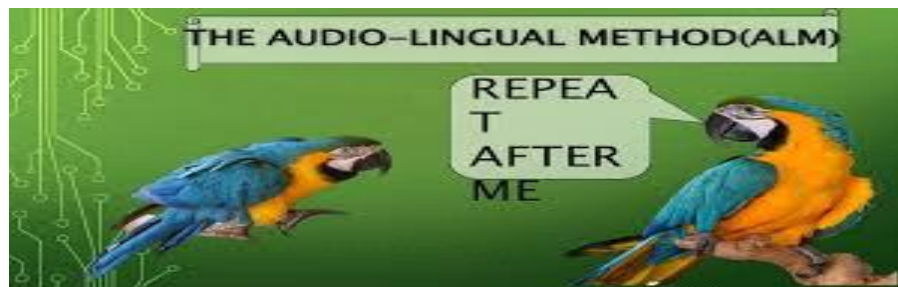 THE AUDIO-LINGUAL METHOD(ALM)
REPEA
T
AFTER
ME